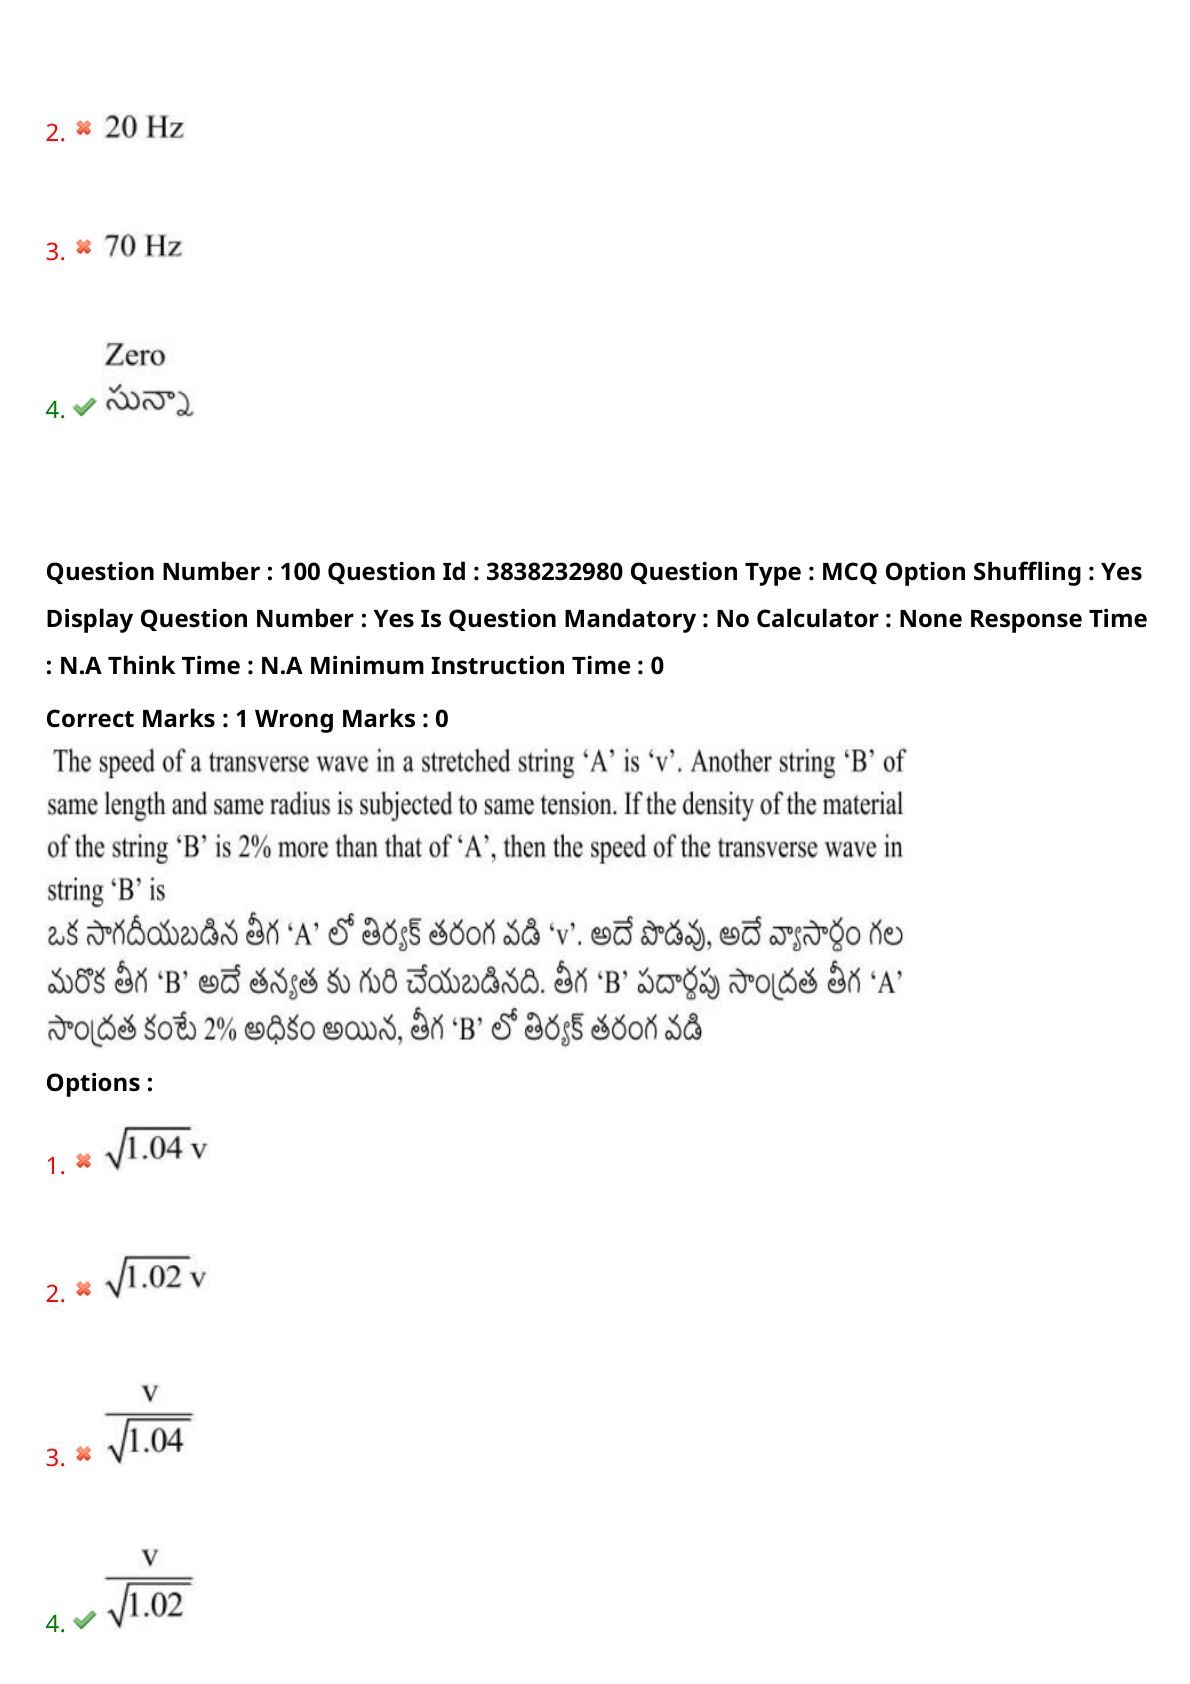 2. 20 Hz
3. 70 Hz
Zero
4. సున్నా
Question Number : 100 Question Id : 3838232980 Question Type : MCQ Option Shuffling : Yes
Display Question Number : Yes Is Question Mandatory : No Calculator : None Response Time
: N.A Think Time : N.A Minimum Instruction Time : 0
Correct Marks : 1 Wrong Marks : 0
The speed of a transverse wave in a stretched string ‘A’ is ‘v’. Another string ‘B’ of
same length and same radius is subjected to same tension. If the density of the material
of the string ‘B’ is 2% more than that of ‘A’, then the speed of the transverse wave in
string ‘B’ is
ఒక సాగదీయబడిన తీగ ‘A’ లో తిర్యక్ తరంగ వడి ‘v’. అదే పొడవు, అదే వ్యాసార్ధం గల
మరొక తీగ ‘B’ అదే తన్యత కు గురి చేయబడినది. తీగ ‘B’ పదార్థపు సాంద్రత తీగ ‘A’
సాంద్రత కంటే 2% అధికం అయిన, తీగ ‘B’ లో తిర్యక్ తరంగ వడి
Options :
1. √1.04 v
2. √1.02 v
3. v/√1.04
4. v/√1.02